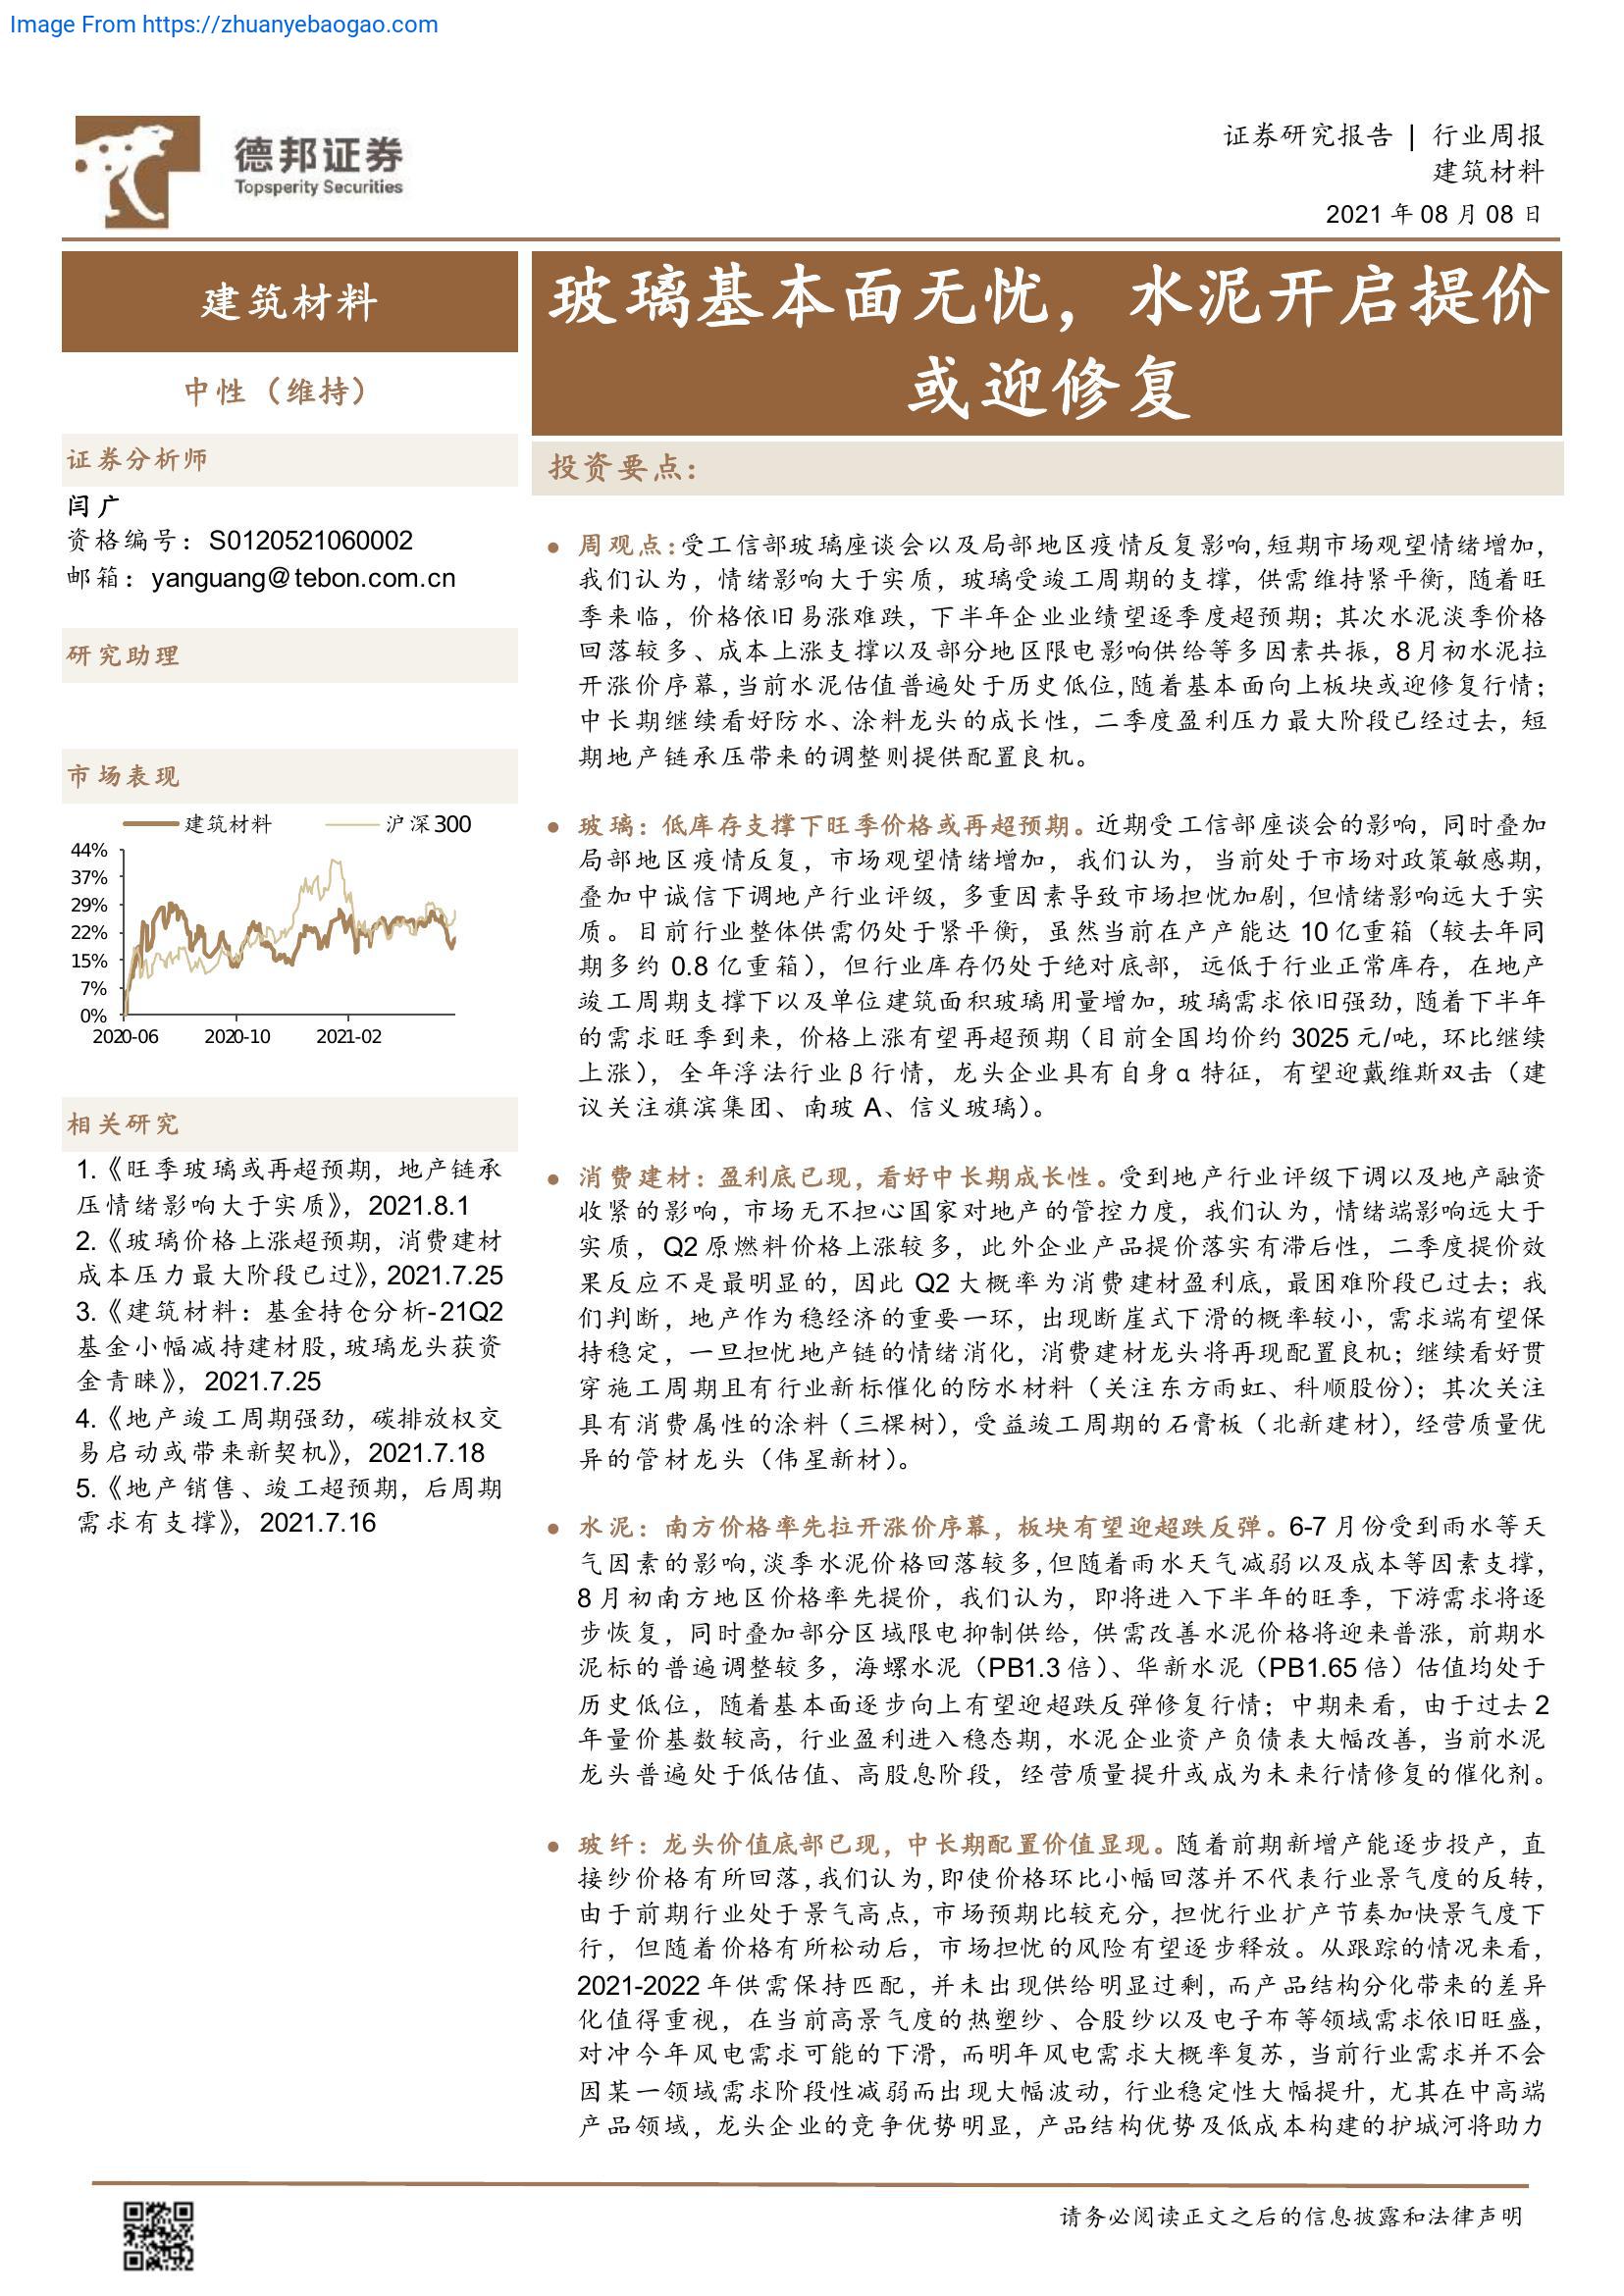 Image From https://zhuanyebaogao.com
德邦证券
Topsperity Securities
证券研究报告 | 行业周报
建筑材料
2021 年 08 月 08 日
建筑材料
中性（维持）
证券分析师
闫广
资格编号：S0120521060002
邮箱：yanguang@tebon.com.cn
研究助理
市场表现
建筑材料 沪深300
44%
37%
29%
22%
15%
7%
0%
2020-06 2020-10 2021-02
相关研究
1.《旺季玻璃或再超预期，地产链承
压情绪影响大于实质》，2021.8.1
2.《玻璃价格上涨超预期，消费建材
成本压力最大阶段已过》，2021.7.25
3.《建筑材料：基金持仓分析-21Q2
基金小幅减持建材股，玻璃龙头获资
金青睐》，2021.7.25
4.《地产竣工周期强劲，碳排放权交
易启动或带来新契机》，2021.7.18
5.《地产销售、竣工超预期，后周期
需求有支撑》，2021.7.16
玻璃基本面无忧，水泥开启提价
或迎修复
投资要点：
● 周观点：受工信部玻璃座谈会以及局部地区疫情反复影响，短期市场观望情绪增加，
我们认为，情绪影响大于实质，玻璃受竣工周期的支撑，供需维持紧平衡，随着旺
季来临，价格依旧易涨难跌，下半年企业业绩望逐季度超预期；其次水泥淡季价格
回落较多、成本上涨支撑以及部分地区限电影响供给等多因素共振，8 月初水泥拉
开涨价序幕，当前水泥估值普遍处于历史低位，随着基本面向上板块或迎修复行情；
中长期继续看好防水、涂料龙头的成长性，二季度盈利压力最大阶段已经过去，短
期地产链承压带来的调整则提供配置良机。
● 玻璃：低库存支撑下旺季价格或再超预期。近期受工信部座谈会的影响，同时叠加
局部地区疫情反复，市场观望情绪增加，我们认为，当前处于市场对政策敏感期，
叠加中诚信下调地产行业评级，多重因素导致市场担忧加剧，但情绪影响远大于实
质。目前行业整体供需仍处于紧平衡，虽然当前在产产能达 10 亿重箱（较去年同
期多约 0.8 亿重箱），但行业库存仍处于绝对底部，远低于行业正常库存，在地产
竣工周期支撑下以及单位建筑面积玻璃用量增加，玻璃需求依旧强劲，随着下半年
的需求旺季到来，价格上涨有望再超预期（目前全国均价约 3025 元/吨，环比继续
上涨），全年浮法行业β行情，龙头企业具有自身α特征，有望迎戴维斯双击（建
议关注旗滨集团、南玻 A、信义玻璃）。
● 消费建材：盈利底已现，看好中长期成长性。受到地产行业评级下调以及地产融资
收紧的影响，市场无不担心国家对地产的管控力度，我们认为，情绪端影响远大于
实质，Q2 原燃料价格上涨较多，此外企业产品提价落实有滞后性，二季度提价效
果反应不是最明显的，因此 Q2 大概率为消费建材盈利底，最困难阶段已过去；我
们判断，地产作为稳经济的重要一环，出现断崖式下滑的概率较小，需求端有望保
持稳定，一旦担忧地产链的情绪消化，消费建材龙头将再现配置良机；继续看好贯
穿施工周期且有行业新标催化的防水材料（关注东方雨虹、科顺股份）；其次关注
具有消费属性的涂料（三棵树），受益竣工周期的石膏板（北新建材），经营质量优
异的管材龙头（伟星新材）。
● 水泥：南方价格率先拉开涨价序幕，板块有望迎超跌反弹。6-7 月份受到雨水等天
气因素的影响，淡季水泥价格回落较多，但随着雨水天气减弱以及成本等因素支撑，
8 月初南方地区价格率先提价，我们认为，即将进入下半年的旺季，下游需求将逐
步恢复，同时叠加部分区域限电抑制供给，供需改善水泥价格将迎来普涨，前期水
泥标的普遍调整较多，海螺水泥（PB1.3 倍）、华新水泥（PB1.65 倍）估值均处于
历史低位，随着基本面逐步向上有望迎超跌反弹修复行情；中期来看，由于过去 2
年量价基数较高，行业盈利进入稳态期，水泥企业资产负债表大幅改善，当前水泥
龙头普遍处于低估值、高股息阶段，经营质量提升或成为未来行情修复的催化剂。
● 玻纤：龙头价值底部已现，中长期配置价值显现。随着前期新增产能逐步投产，直
接纱价格有所回落，我们认为，即使价格环比小幅回落并不代表行业景气度的反转，
由于前期行业处于景气高点，市场预期比较充分，担忧行业扩产节奏加快景气度下
行，但随着价格有所松动后，市场担忧的风险有望逐步释放。从跟踪的情况来看，
2021-2022 年供需保持匹配，并未出现供给明显过剩，而产品结构分化带来的差异
化值得重视，在当前高景气度的热塑纱、合股纱以及电子布等领域需求依旧旺盛，
对冲今年风电需求可能的下滑，而明年风电需求大概率复苏，当前行业需求并不会
因某一领域需求阶段性减弱而出现大幅波动，行业稳定性大幅提升，尤其在中高端
产品领域，龙头企业的竞争优势明显，产品结构优势及低成本构建的护城河将助力
请务必阅读正文之后的信息披露和法律声明